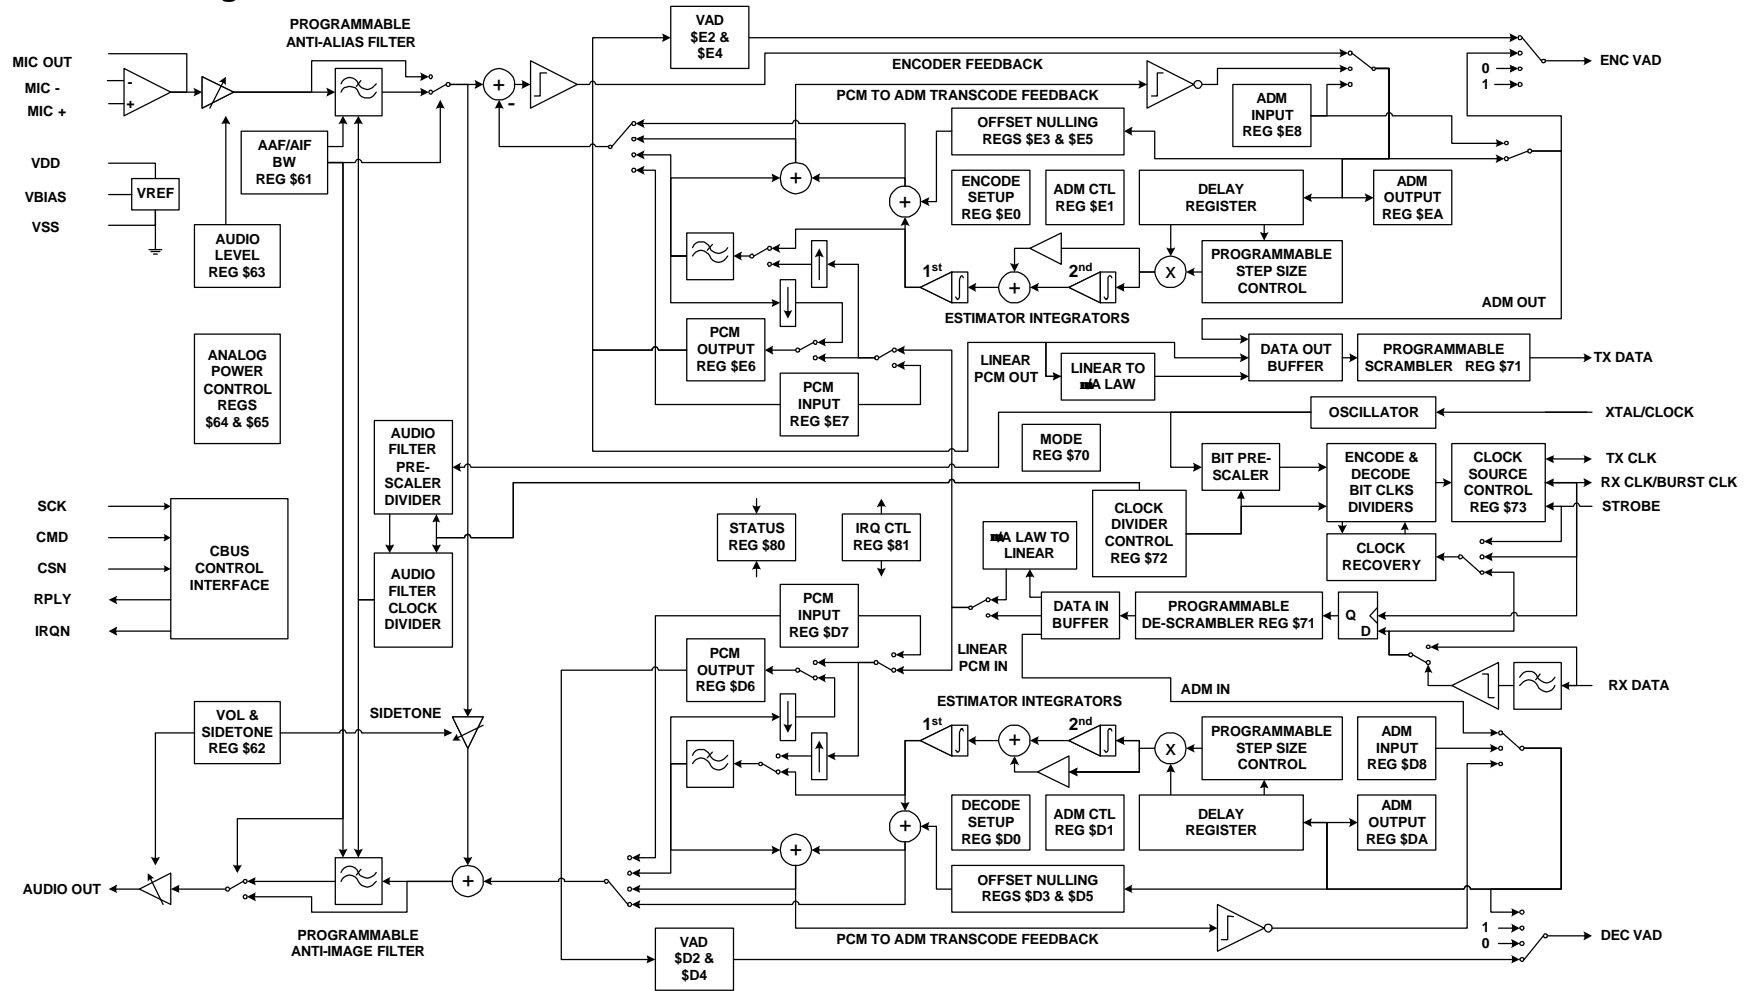 PROGRAMMABLE
ANTI-ALIAS FILTER
MIC OUT
MIC -
MIC +
-
+
VDD
VBIAS
VSS
VREF
AAF/AIF
BW
REG $61
AUDIO
LEVEL
REG $63
ANALOG
POWER
CONTROL
REGS
$64 & $65
+
-
VAD
$E2 &
$E4
ENCODER FEEDBACK
PCM TO ADM TRANSCODE FEEDBACK
OFFSET NULLING
REGS $E3 & $E5
ADM
INPUT
REG $E8
0
1
ENC VAD
+
+
ENCODE
SETUP
REG $E0
ADM CTL
REG $E1
DELAY
REGISTER
ADM
OUTPUT
REG $EA
1st
+
2nd
X
PROGRAMMABLE
STEP SIZE
CONTROL
ESTIMATOR INTEGRATORS
ADM OUT
PCM
OUTPUT
REG $E6
PCM
INPUT
REG $E7
LINEAR
PCM OUT
LINEAR TO
/A LAW
DATA OUT
BUFFER
PROGRAMMABLE
SCRAMBLER REG $71
TX DATA
OSCILLATOR
XTAL/CLOCK
AUDIO
FILTER
PRE-
SCALER
DIVIDER
MODE
REG $70
BIT PRE-
SCALER
ENCODE &
DECODE
BIT CLKS
DIVIDERS
CLOCK
SOURCE
CONTROL
REG $73
TX CLK
RX CLK/BURST CLK
STROBE
SCK
CMD
CSN
RPLY
IRQN
CBUS
CONTROL
INTERFACE
AUDIO
FILTER
CLOCK
DIVIDER
STATUS
REG $80
IRQ CTL
REG $81
/A LAW TO
LINEAR
CLOCK
DIVIDER
CONTROL
REG $72
CLOCK
RECOVERY
PCM
INPUT
REG $D7
DATA IN
BUFFER
PROGRAMMABLE
DE-SCRAMBLER REG $71
Q
D
PCM
OUTPUT
REG $D6
LINEAR
PCM IN
ADM IN
RX DATA
VOL &
SIDETONE
REG $62
SIDETONE
ESTIMATOR INTEGRATORS
1st
+
2nd
X
PROGRAMMABLE
STEP SIZE
CONTROL
ADM
INPUT
REG $D8
+
DECODE
SETUP
REG $D0
ADM CTL
REG $D1
DELAY
REGISTER
ADM
OUTPUT
REG $DA
+
OFFSET NULLING
REGS $D3 & $D5
AUDIO OUT
+
PROGRAMMABLE
ANTI-IMAGE FILTER
VAD
$D2 &
$D4
PCM TO ADM TRANSCODE FEEDBACK
1
0
DEC VAD